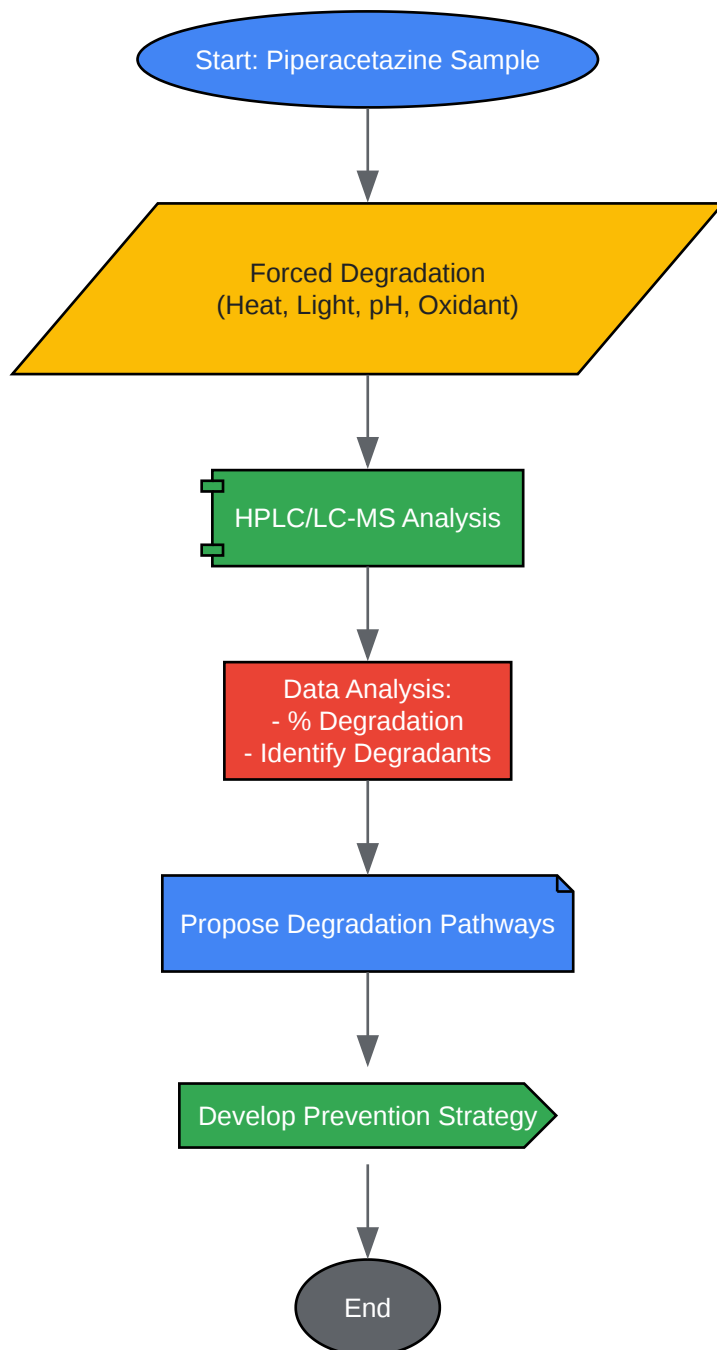 Start: Piperacetazine Sample
Forced Degradation
(Heat, Light, pH, Oxidant)
HPLC/LC-MS Analysis
Data Analysis:
- % Degradation
- Identify Degradants
Propose Degradation Pathways
Develop Prevention Strategy
End